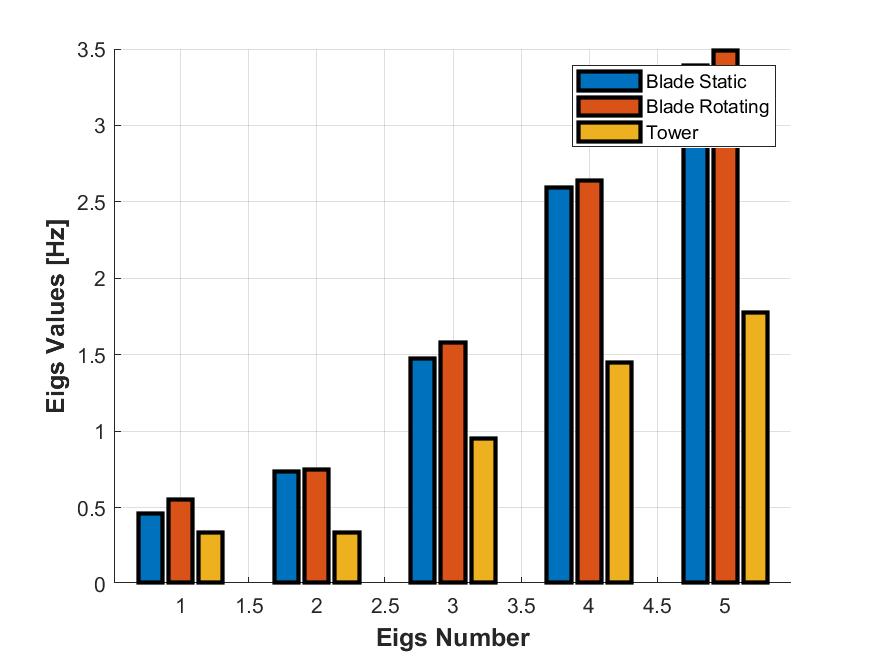 3.5
3
2.5
2
1.5
1
0.5
0
Eigs Values [Hz]
Blade Static
Blade Rotating
Tower
1 1.5 2 2.5 3 3.5 4 4.5 5
Eigs Number